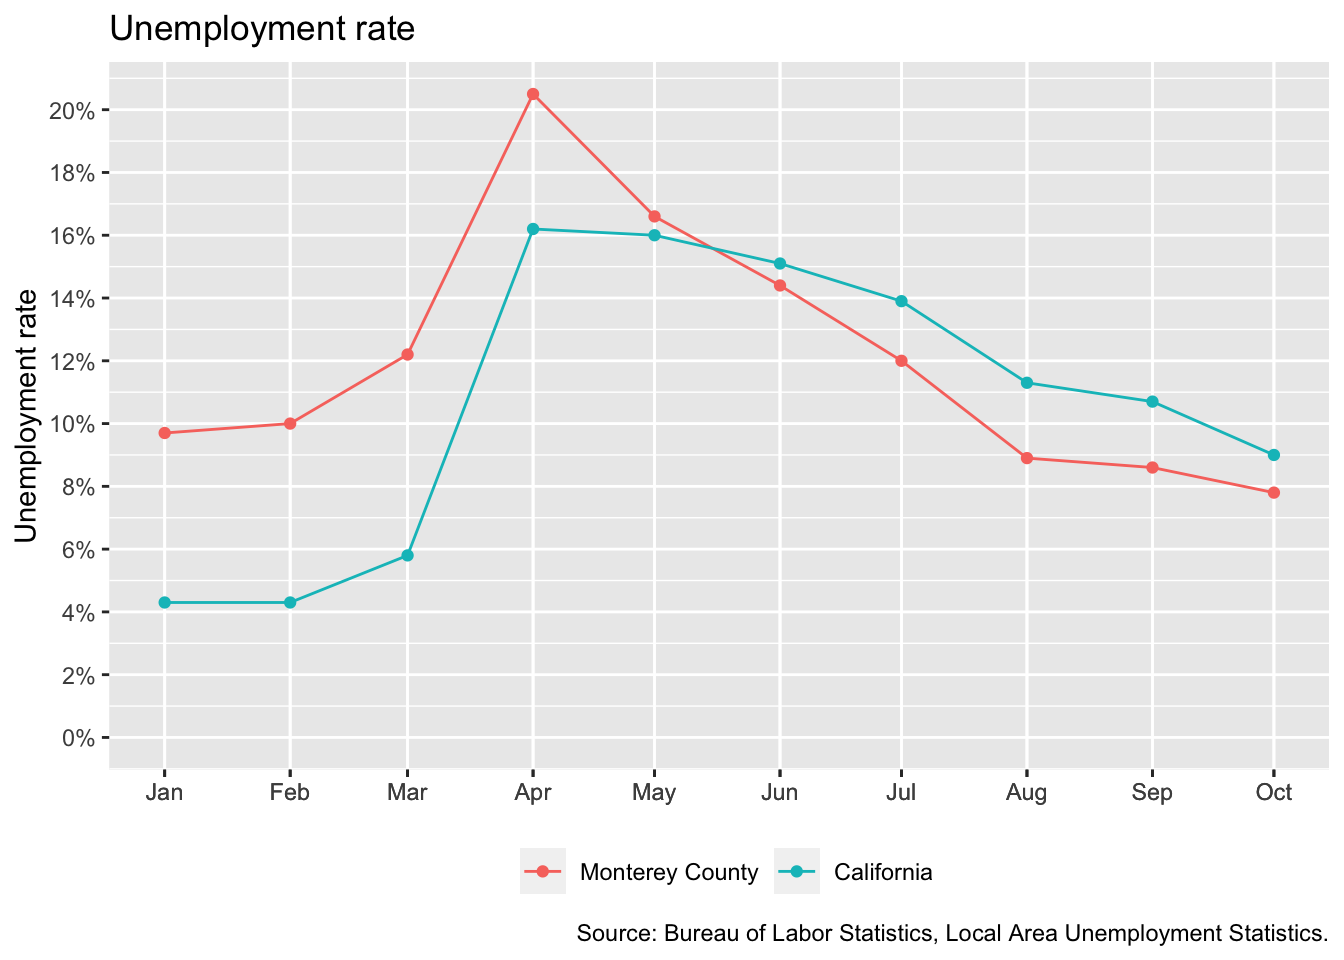 Unemployment rate
Unemployment rate
20%
18%
16%
14%
12%
10%
8%
6%
4%
2%
0%
Jan Feb Mar Apr May Jun Jul Aug Sep Oct
Monterey County California
Source: Bureau of Labor Statistics, Local Area Unemployment Statistics.